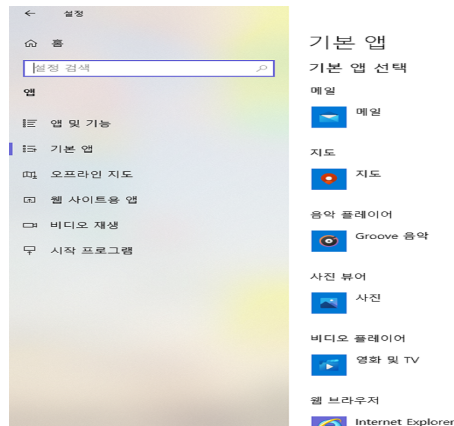 설정
홈
설정 검색
앱
앱 및 기능
기본 앱
오프라인 지도
웹 사이트용 앱
비디오 재생
시작 프로그램
기본 앱
기본 앱 선택
메일
메일
지도
지도
음악 플레이어
Groove 음악
사진 뷰어
사진
비디오 플레이어
영화 및 TV
웹 브라우저
Internet Explorer